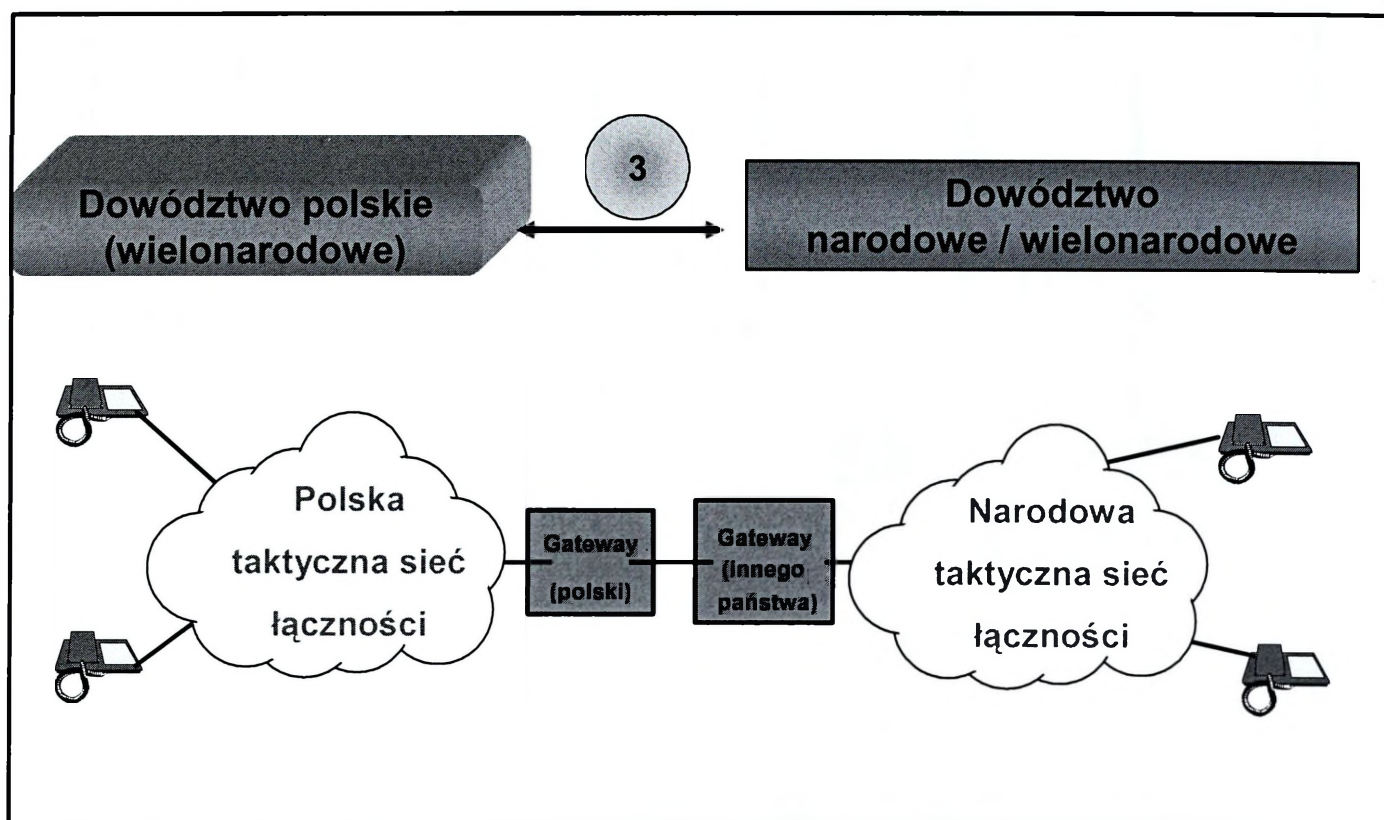 3
Dowództwo polskie
(wielonarodowe)
Dowództwo
narodowe / wielonarodowe
Polska
taktyczna sieć
łączności
Gateway
(polski)
Gateway
(innego
państwa)
Narodowa
taktyczna sieć
łączności